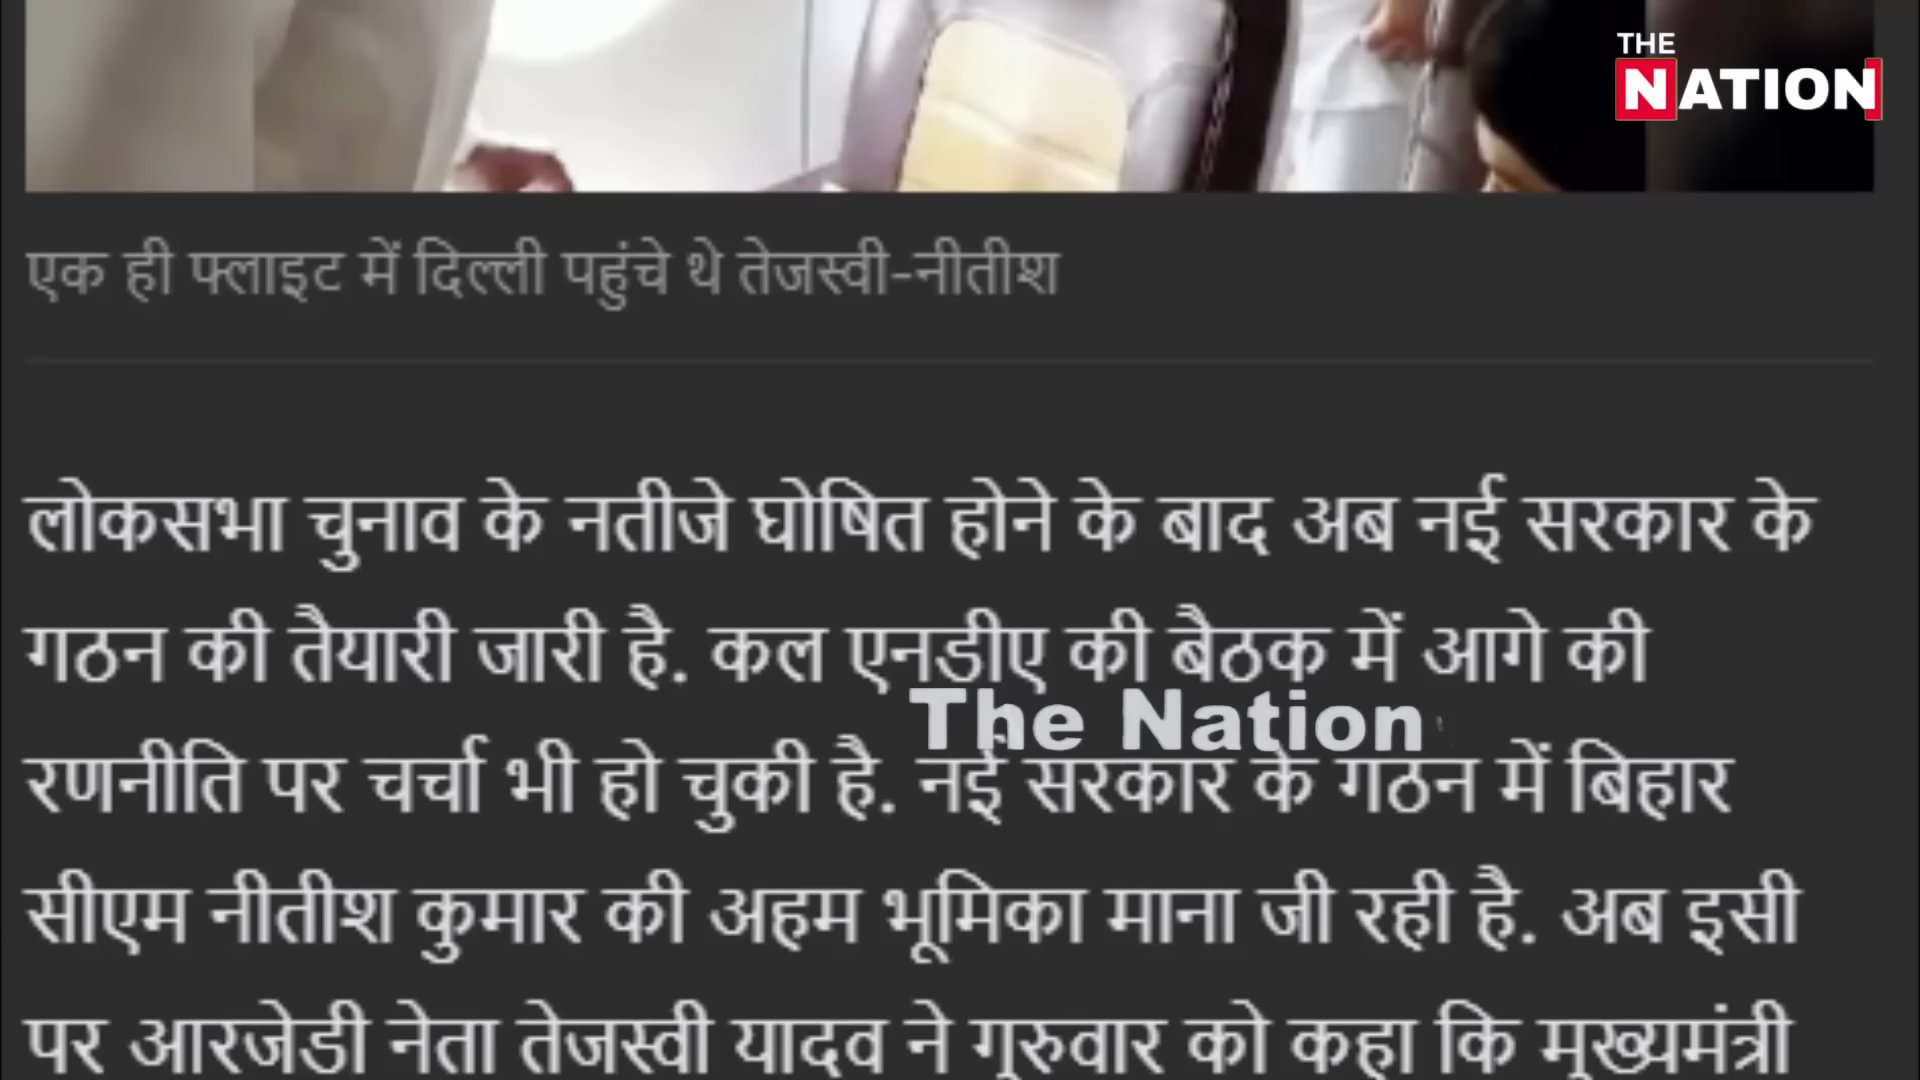 THE
NATION
एक ही फ्लाइट में दिल्ली पहुंचे थे तेजस्वी-नीतीश
लोकसभा चुनाव के नतीजे घोषित होने के बाद अब नई सरकार के
गठन की तैयारी जारी है. कल एनडीए की बैठक में आगे की
The Nation
रणनीति पर चर्चा भी हो चुकी है. नई सरकार के गठन में बिहार
सीएम नीतीश कुमार की अहम भूमिका माना जी रही है. अब इसी
पर आरजेडी नेता तेजस्वी यादव ने गुरुवार को कहा कि मुख्यमंत्री